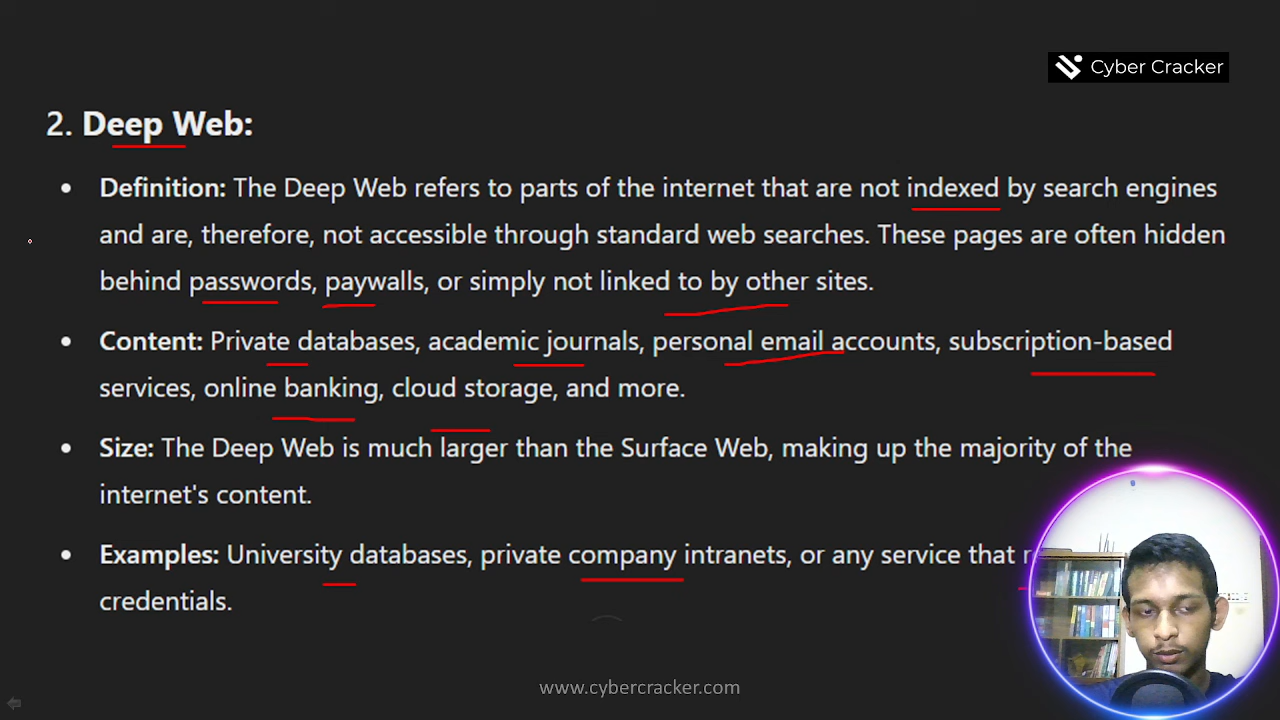 Cyber Cracker
2. Deep Web:
• Definition: The Deep Web refers to parts of the internet that are not indexed by search engines
and are, therefore, not accessible through standard web searches. These pages are often hidden
behind passwords, paywalls, or simply not linked to by other sites.
• Content: Private databases, academic journals, personal email accounts, subscription-based
services, online banking, cloud storage, and more.
• Size: The Deep Web is much larger than the Surface Web, making up the majority of the
internet's content.
• Examples: University databases, private company intranets, or any service that
credentials.
www.cybercracker.com